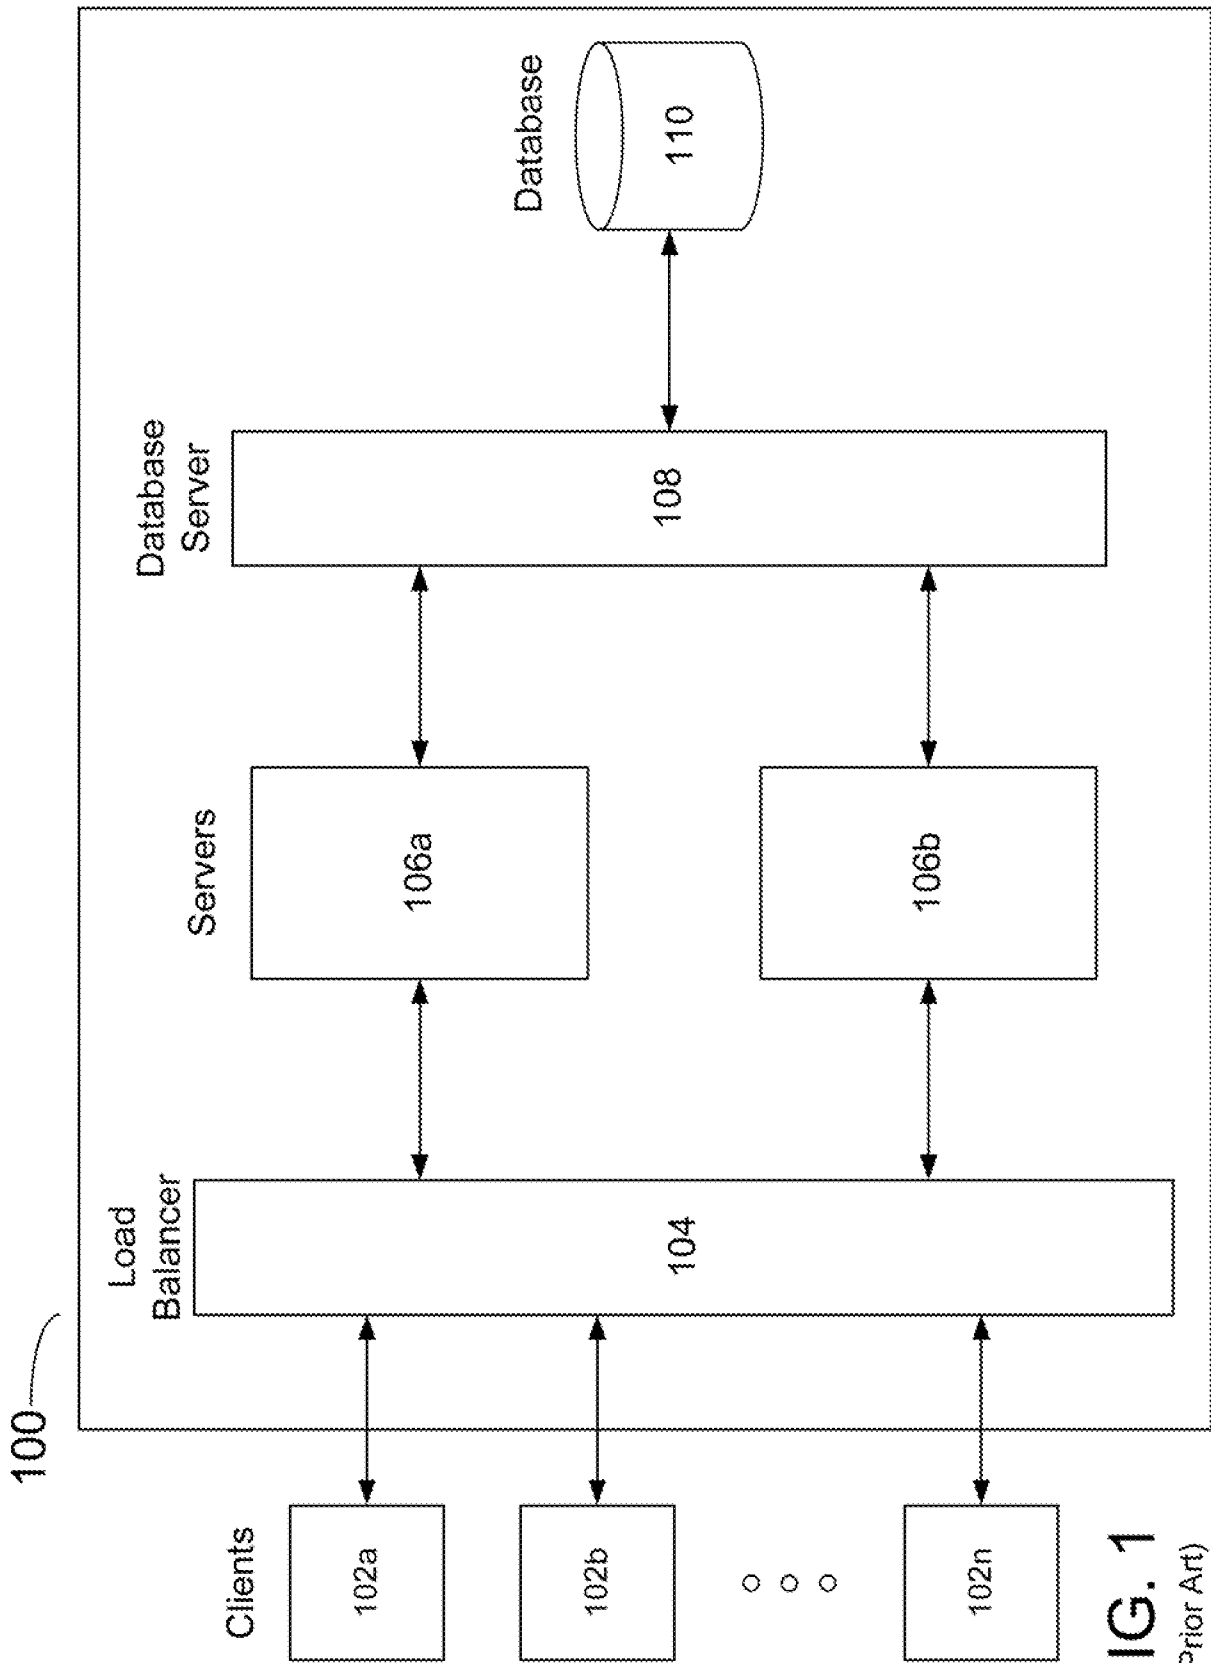 100
Clients
Load
Balancer
Servers
Database
Server
Database
102a
102b
102n
104
106a
106b
108
110
IG. 1
Prior Art)